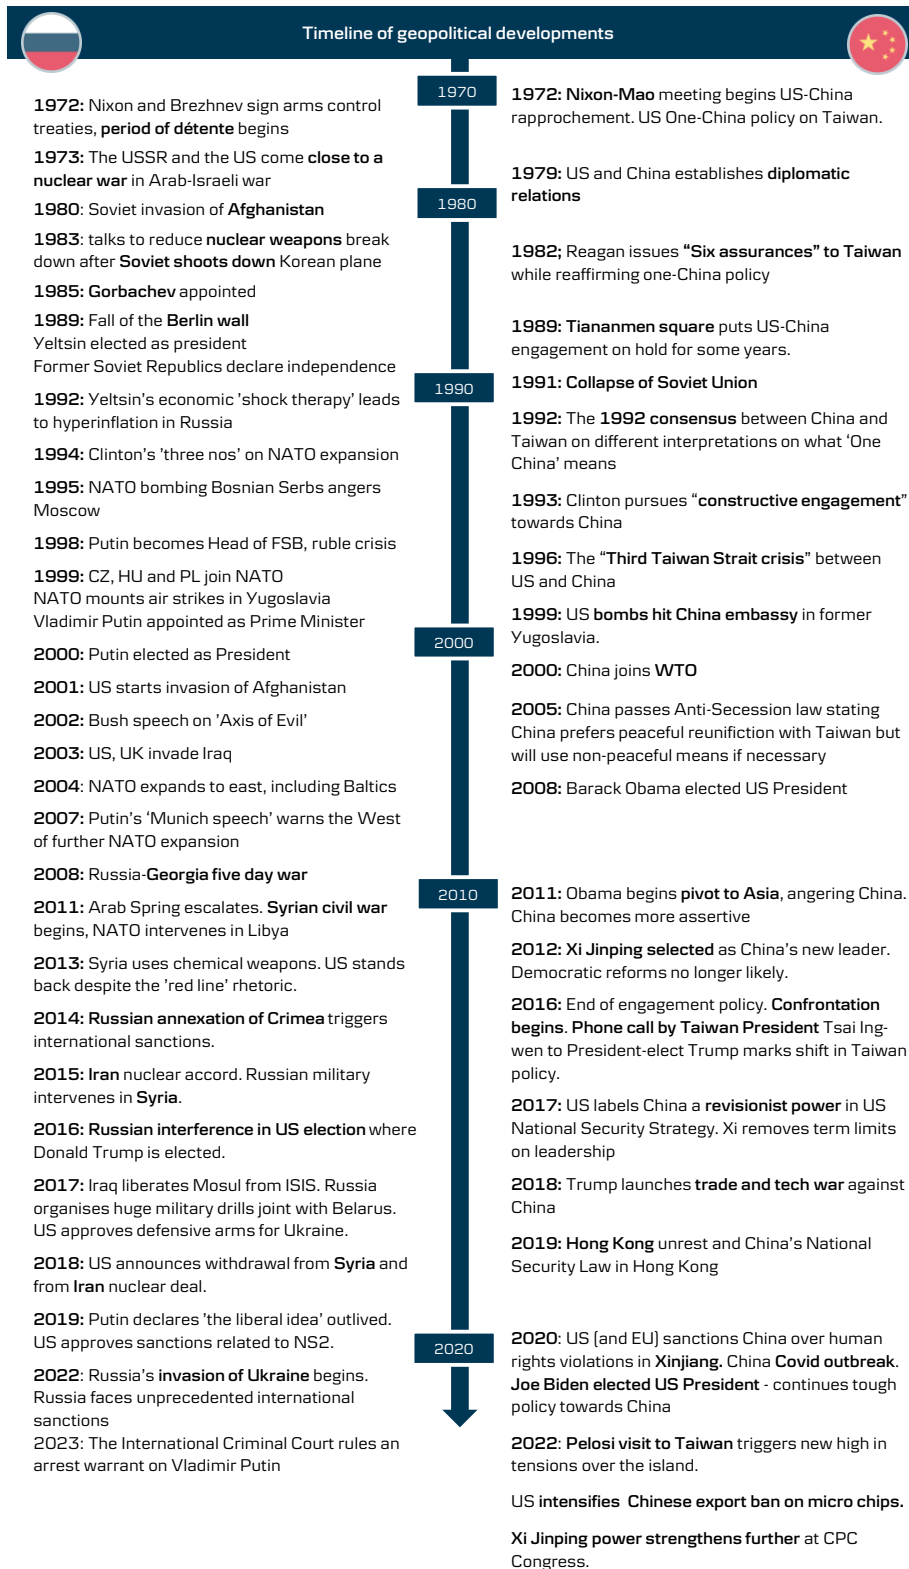 Timeline of geopolitical developments
1970
1972: Nixon and Brezhnev sign arms control
treaties, period of détente begins
1973: The USSR and the US come close to a
nuclear war in Arab-Israeli war
1980: Soviet invasion of Afghanistan
1983: talks to reduce nuclear weapons break
down after Soviet shoots down Korean plane
1985: Gorbachev appointed
1989: Fall of the Berlin wall
Yeltsin elected as president
Former Soviet Republics declare independence
1992: Yeltsin's economic 'shock therapy' leads
to hyperinflation in Russia
1994: Clinton's 'three nos' on NATO expansion
1995: NATO bombing Bosnian Serbs angers
Moscow
1998: Putin becomes Head of FSB, ruble crisis
1999: CZ, HU and PL join NATO
NATO mounts air strikes in Yugoslavia
Vladimir Putin appointed as Prime Minister
2000: Putin elected as President
2001: US starts invasion of Afghanistan
2002: Bush speech on 'Axis of Evil'
2003: US, UK invade Iraq
2004: NATO expands to east, including Baltics
2007: Putin's 'Munich speech' warns the West
of further NATO expansion
2008: Russia-Georgia five day war
2011: Arab Spring escalates. Syrian civil war
begins, NATO intervenes in Libya
2013: Syria uses chemical weapons. US stands
back despite the 'red line' rhetoric.
2014: Russian annexation of Crimea triggers
international sanctions.
2015: Iran nuclear accord. Russian military
intervenes in Syria.
2016: Russian interference in US election where
Donald Trump is elected.
2017: Iraq liberates Mosul from ISIS. Russia
organises huge military drills joint with Belarus.
US approves defensive arms for Ukraine.
2018: US announces withdrawal from Syria and
from Iran nuclear deal.
2019: Putin declares 'the liberal idea' outlived.
US approves sanctions related to NS2.
2022: Russia's invasion of Ukraine begins.
Russia faces unprecedented international
sanctions
2023: The International Criminal Court rules an
arrest warrant on Vladimir Putin
1980
1990
2000
2010
2020
1972: Nixon-Mao meeting begins US-China
rapprochement. US One-China policy on Taiwan.
1979: US and China establishes diplomatic
relations
1982; Reagan issues "Six assurances" to Taiwan
while reaffirming one-China policy
1989: Tiananmen square puts US-China
engagement on hold for some years.
1991: Collapse of Soviet Union
1992: The 1992 consensus between China and
Taiwan on different interpretations on what 'One
China' means
1993: Clinton pursues "constructive engagement"
towards China
1996: The "Third Taiwan Strait crisis" between
US and China
1999: US bombs hit China embassy in former
Yugoslavia.
2000: China joins WTO
2005: China passes Anti-Secession law stating
China prefers peaceful reunifiction with Taiwan but
will use non-peaceful means if necessary
2008: Barack Obama elected US President
2011: Obama begins pivot to Asia, angering China.
China becomes more assertive
2012: Xi Jinping selected as China's new leader.
Democratic reforms no longer likely.
2016: End of engagement policy. Confrontation
begins. Phone call by Taiwan President Tsai Ing-
wen to President-elect Trump marks shift in Taiwan
policy.
2017: US labels China a revisionist power in US
National Security Strategy. Xi removes term limits
on leadership
2018: Trump launches trade and tech war against
China
2019: Hong Kong unrest and China's National
Security Law in Hong Kong
2020: US (and EU) sanctions China over human
rights violations in Xinjiang. China Covid outbreak.
Joe Biden elected US President - continues tough
policy towards China
2022: Pelosi visit to Taiwan triggers new high in
tensions over the island.
US intensifies Chinese export ban on micro chips.
Xi Jinping power strengthens further at CPC
Congress.